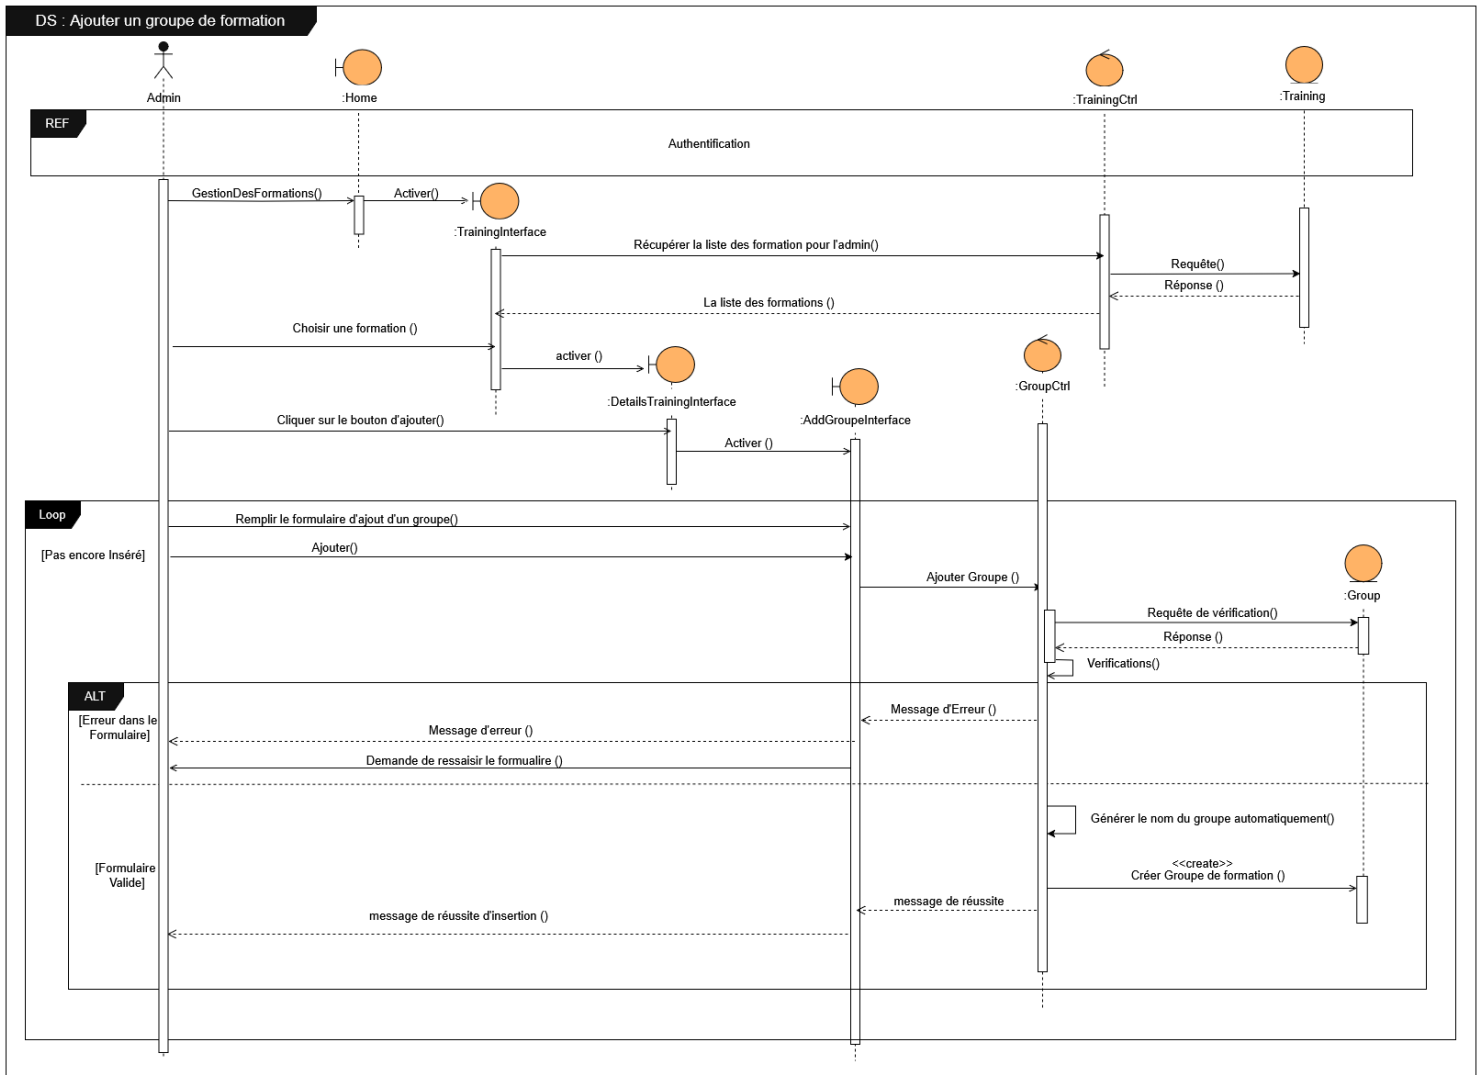 DS : Ajouter un groupe de formation
Admin
:Home
:TrainingCtrl
:Training
REF
Authentification
GestionDesFormations()
Activer()
:TrainingInterface
Récupérer la liste des formation pour l'admin()
Requête()
Réponse ()
La liste des formations ()
Choisir une formation ()
activer ()
:DetailsTrainingInterface
:AddGroupeInterface
:GroupCtrl
Cliquer sur le bouton d'ajouter()
Activer ()
Loop
Remplir le formulaire d'ajout d'un groupe()
[Pas encore Inséré]
Ajouter()
Ajouter Groupe ()
:Group
Requête de vérification()
Réponse ()
Verifications()
ALT
[Erreur dans le
Formulaire]
Message d'Erreur ()
Message d'erreur ()
Demande de ressaisir le formualire ()
Générer le nom du groupe automatiquement()
[Formulaire
Valide]
<<create>>
Créer Groupe de formation ()
message de réussite
message de réussite d'insertion ()